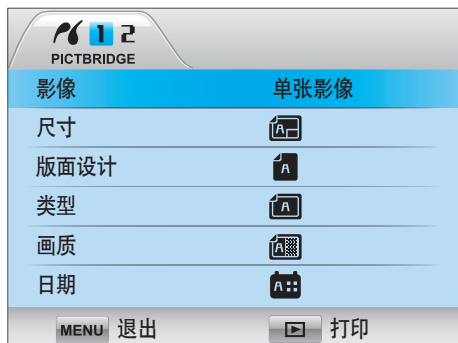 1 2
PICTBRIDGE
影像 单张影像
尺寸 A
版面设计 A
类型 A
画质 A
日期 A
MENU 退出 打印